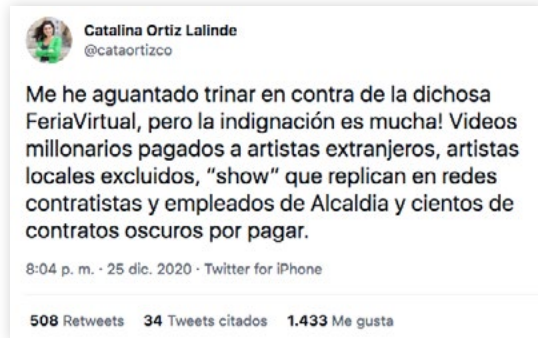 Catalina Ortiz Lalinde
@cataortizco
Me he aguantado trinar en contra de la dichosa
FeriaVirtual, pero la indignación es mucha! Videos
millonarios pagados a artistas extranjeros, artistas
locales excluidos, “show“ que replican en redes
contratistas y empleados de Alcaldia y cientos de
contratos oscuros por pagar.
8:04 p. m. · 25 dic. 2020 · Twitter for iPhone
508 Retweets 34 Tweets citados 1.433 Me gusta